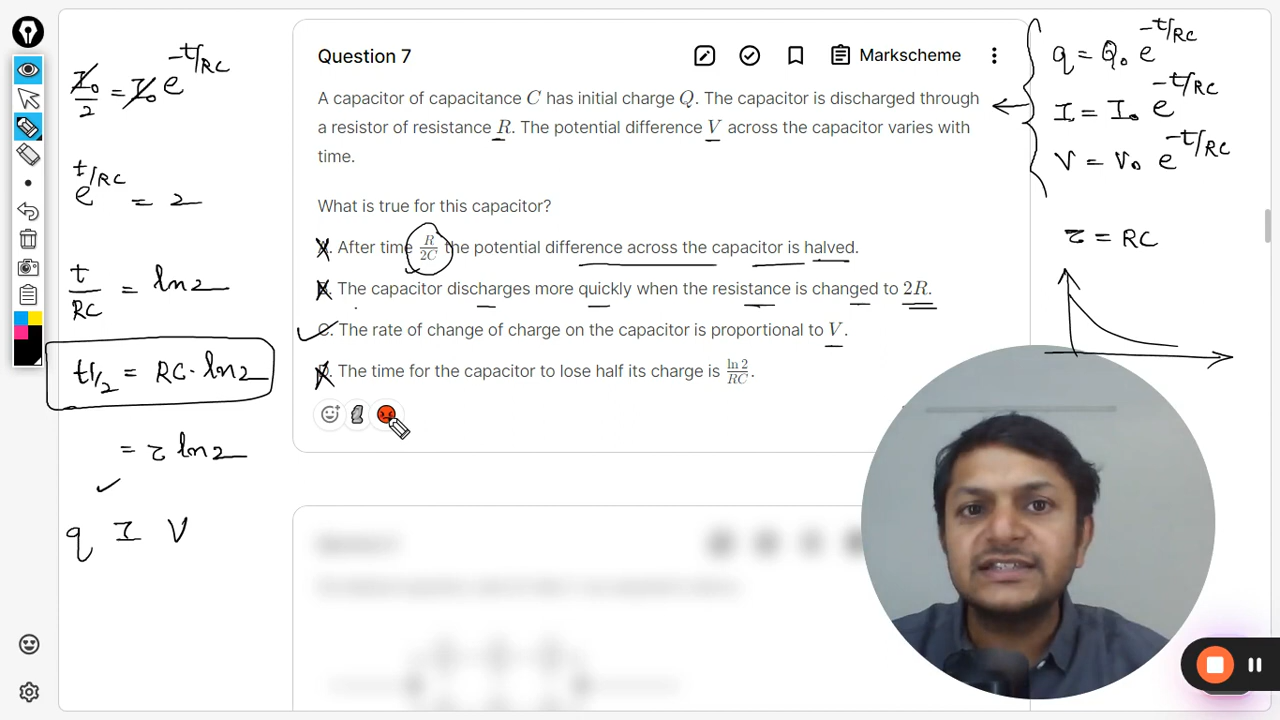 I₀/2 = I₀ e^(-t/RC)
e^(t/RC) = 2
t/RC = ln2
t1/2 = RC · ln2
= τ ln2
q I V
Question 7
Markscheme
A capacitor of capacitance C has initial charge Q. The capacitor is discharged through
a resistor of resistance R. The potential difference V across the capacitor varies with
time.
What is true for this capacitor?
A. After time R/2C the potential difference across the capacitor is halved.
B. The capacitor discharges more quickly when the resistance is changed to 2R.
C. The rate of change of charge on the capacitor is proportional to V.
D. The time for the capacitor to lose half its charge is ln 2/RC.
q = Q₀ e^(-t/RC)
I = I₀ e^(-t/RC)
V = V₀ e^(-t/RC)
τ = RC